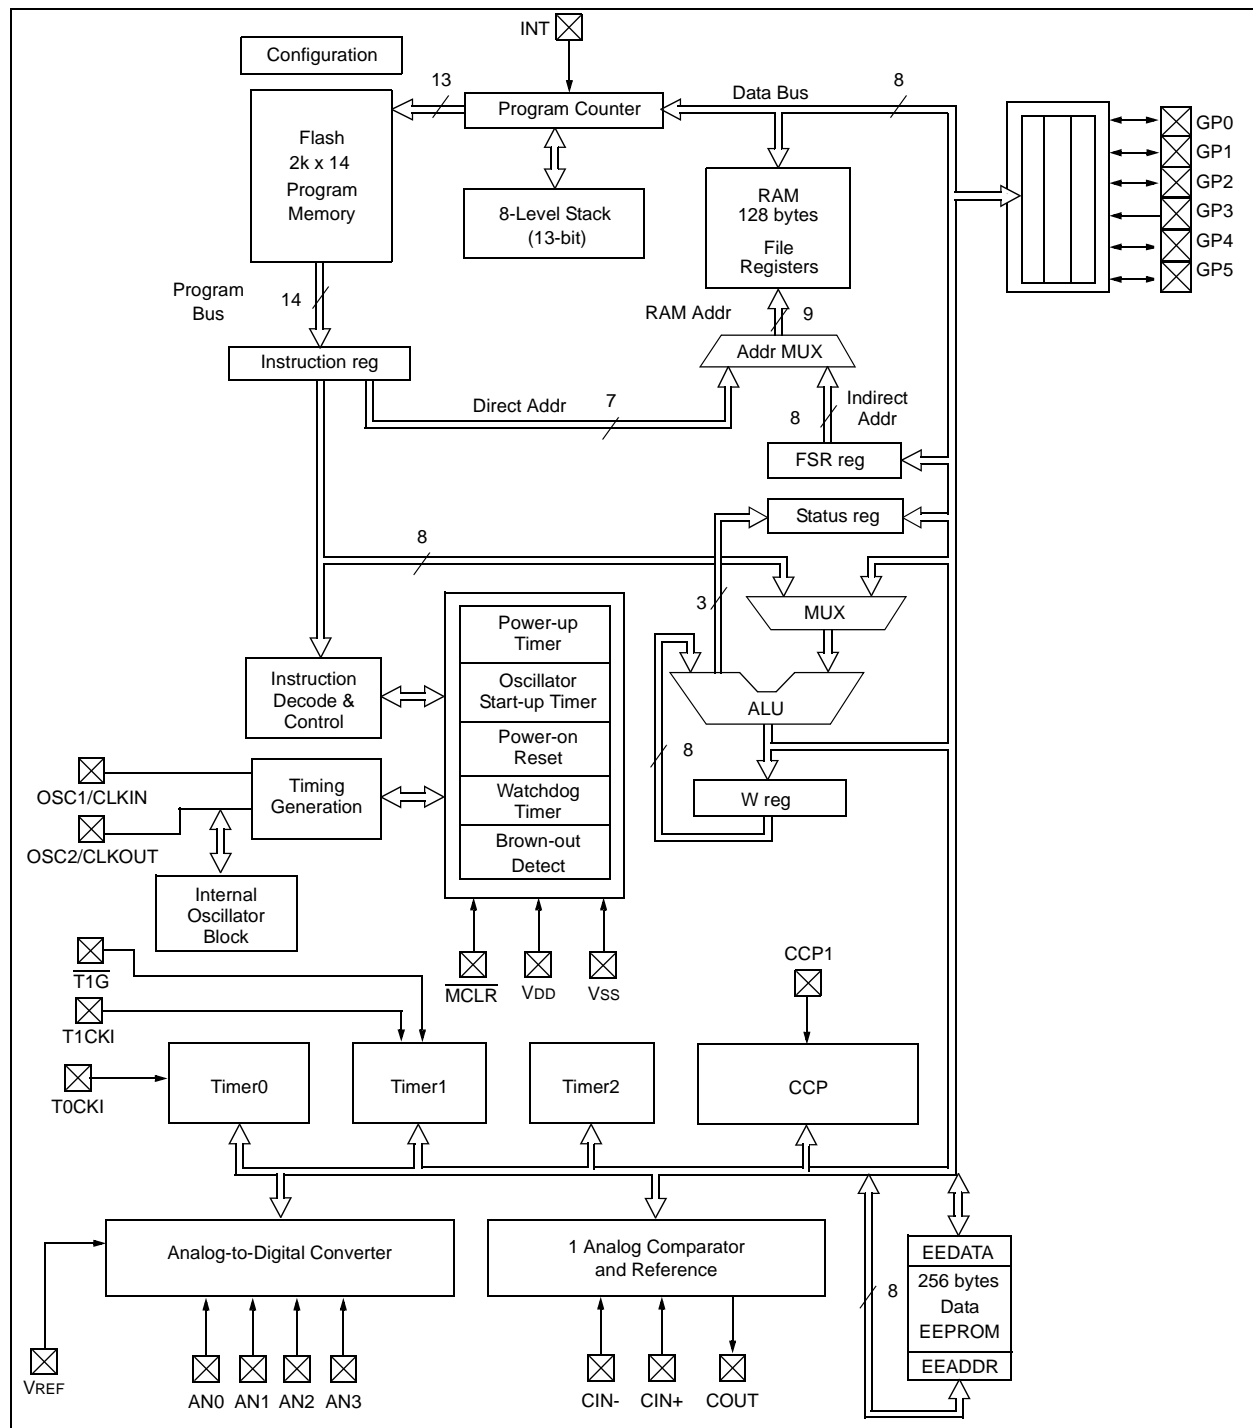 INT
Configuration
13
8
Data Bus
Program Counter
Flash
2k x 14
Program
Memory
8-Level Stack
(13-bit)
RAM
128 bytes
File
Registers
GP0
GP1
GP2
GP3
GP4
GP5
Program
Bus
14
RAM Addr
9
Addr MUX
Instruction reg
Direct Addr
7
Indirect
Addr
8
FSR reg
Status reg
8
3
MUX
Power-up
Timer
Oscillator
Start-up Timer
Power-on
Reset
Watchdog
Timer
Brown-out
Detect
Instruction
Decode &
Control
ALU
8
W reg
OSC1/CLKIN
Timing
Generation
OSC2/CLKOUT
Internal
Oscillator
Block
T1G
MCLR
VDD
VSS
CCP1
T1CKI
T0CKI
Timer0
Timer1
Timer2
CCP
Analog-to-Digital Converter
1 Analog Comparator
and Reference
EEDATA
256 bytes
Data
EEPROM
EEADDR
8
VREF
AN0
AN1
AN2
AN3
CIN-
CIN+
COUT